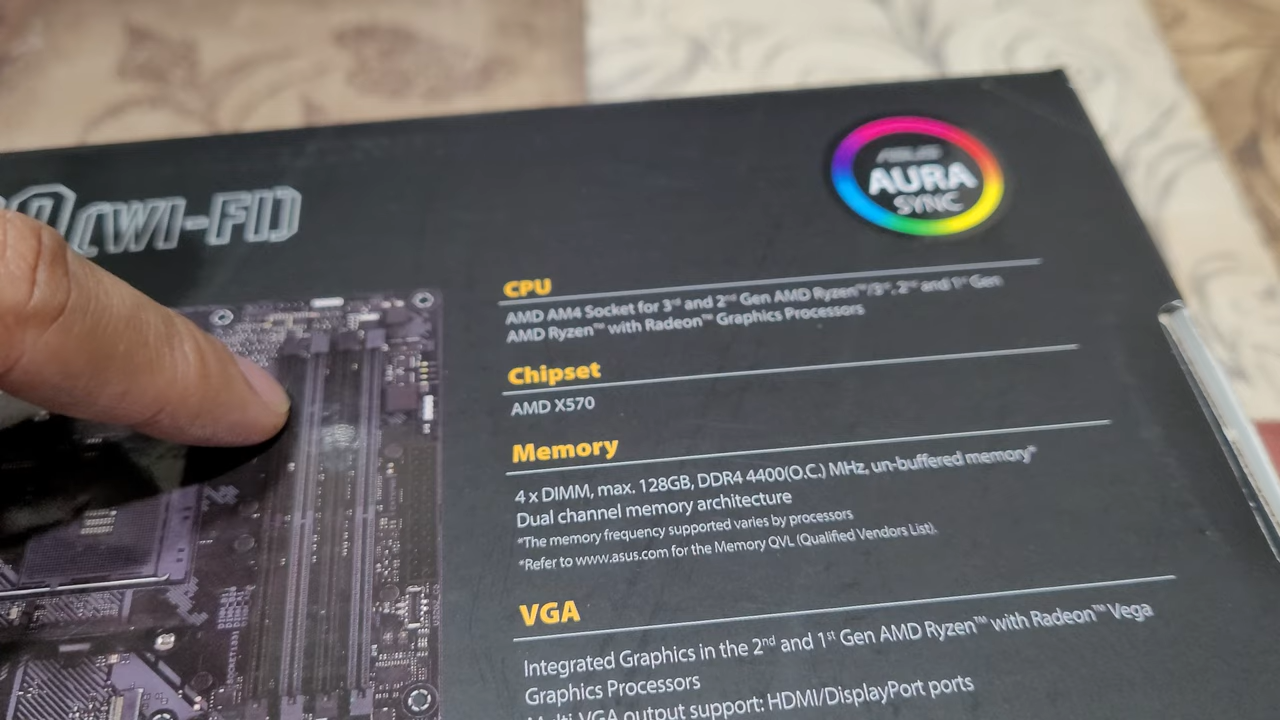 (WI-FI)
ASUS
AURA
SYNC
CPU
AMD AM4 Socket for 3rd and 2nd Gen AMD Ryzen™/3rd, 2nd and 1st Gen
AMD Ryzen™ with Radeon™ Graphics Processors
Chipset
AMD X570
Memory
4 x DIMM, max. 128GB, DDR4 4400(O.C.) MHz, un-buffered memory*
Dual channel memory architecture
*The memory frequency supported varies by processors
*Refer to www.asus.com for the Memory QVL (Qualified Vendors List).
VGA
Integrated Graphics in the 2nd and 1st Gen AMD Ryzen™ with Radeon™ Vega
Graphics Processors
Multi-VGA output support: HDMI/DisplayPort ports